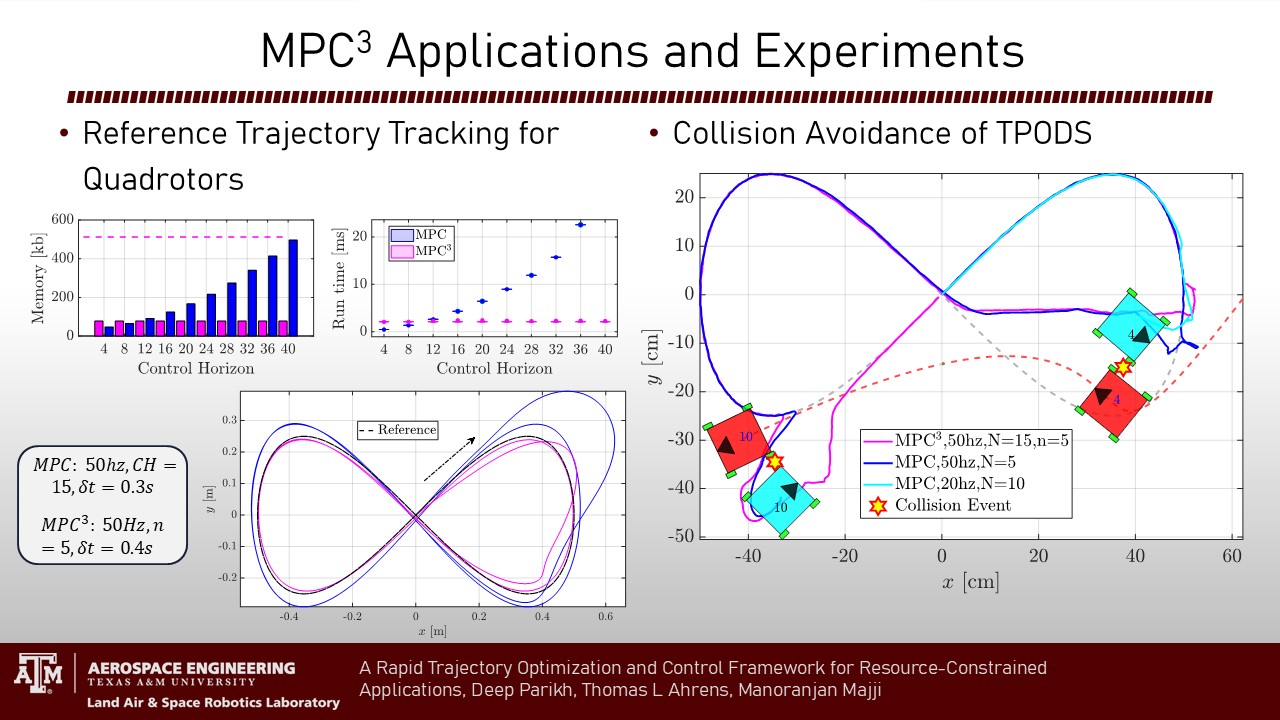 MPC³ Applications and Experiments
• Reference Trajectory Tracking for
Quadrotors
600
400
200
0
Memory [kb]
4 8 12 16 20 24 28 32 36 40
Control Horizon
20
10
0
Run time [ms]
MPC
MPC³
4 8 12 16 20 24 28 32 36 40
Control Horizon
MPC: 50hz, CH =
15, δt = 0.3s
MPC³: 50Hz, n
= 5, δt = 0.4s
0.3
0.2
0.1
0
-0.1
-0.2
y [m]
-- Reference
-0.4 -0.2 0 0.2 0.4 0.6
x [m]
• Collision Avoidance of TPODS
20
10
0
-10
-20
-30
-40
-50
y [cm]
4
4
10
10
MPC³,50hz,N=15,n=5
MPC,50hz,N=5
MPC,20hz,N=10
Collision Event
-40 -20 0 20 40 60
x [cm]
ATM
AEROSPACE ENGINEERING
TEXAS A&M UNIVERSITY
Land Air & Space Robotics Laboratory
A Rapid Trajectory Optimization and Control Framework for Resource-Constrained
Applications, Deep Parikh, Thomas L Ahrens, Manoranjan Majji